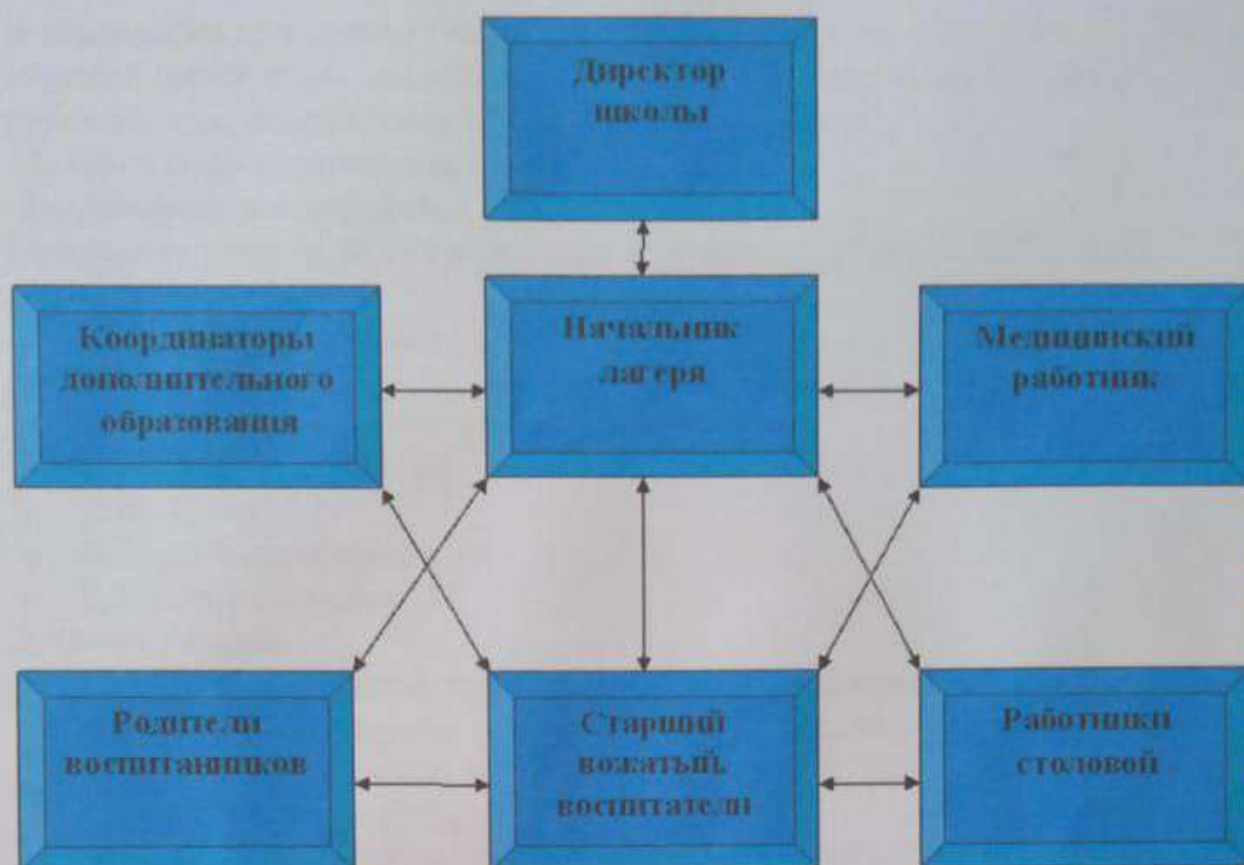 Директор
школы
Координаторы
дополнительного
образования
Начальник
лагеря
Медицинский
работник
Родители
воспитанников
Старший
вожатый,
воспитатели
Работники
столовой